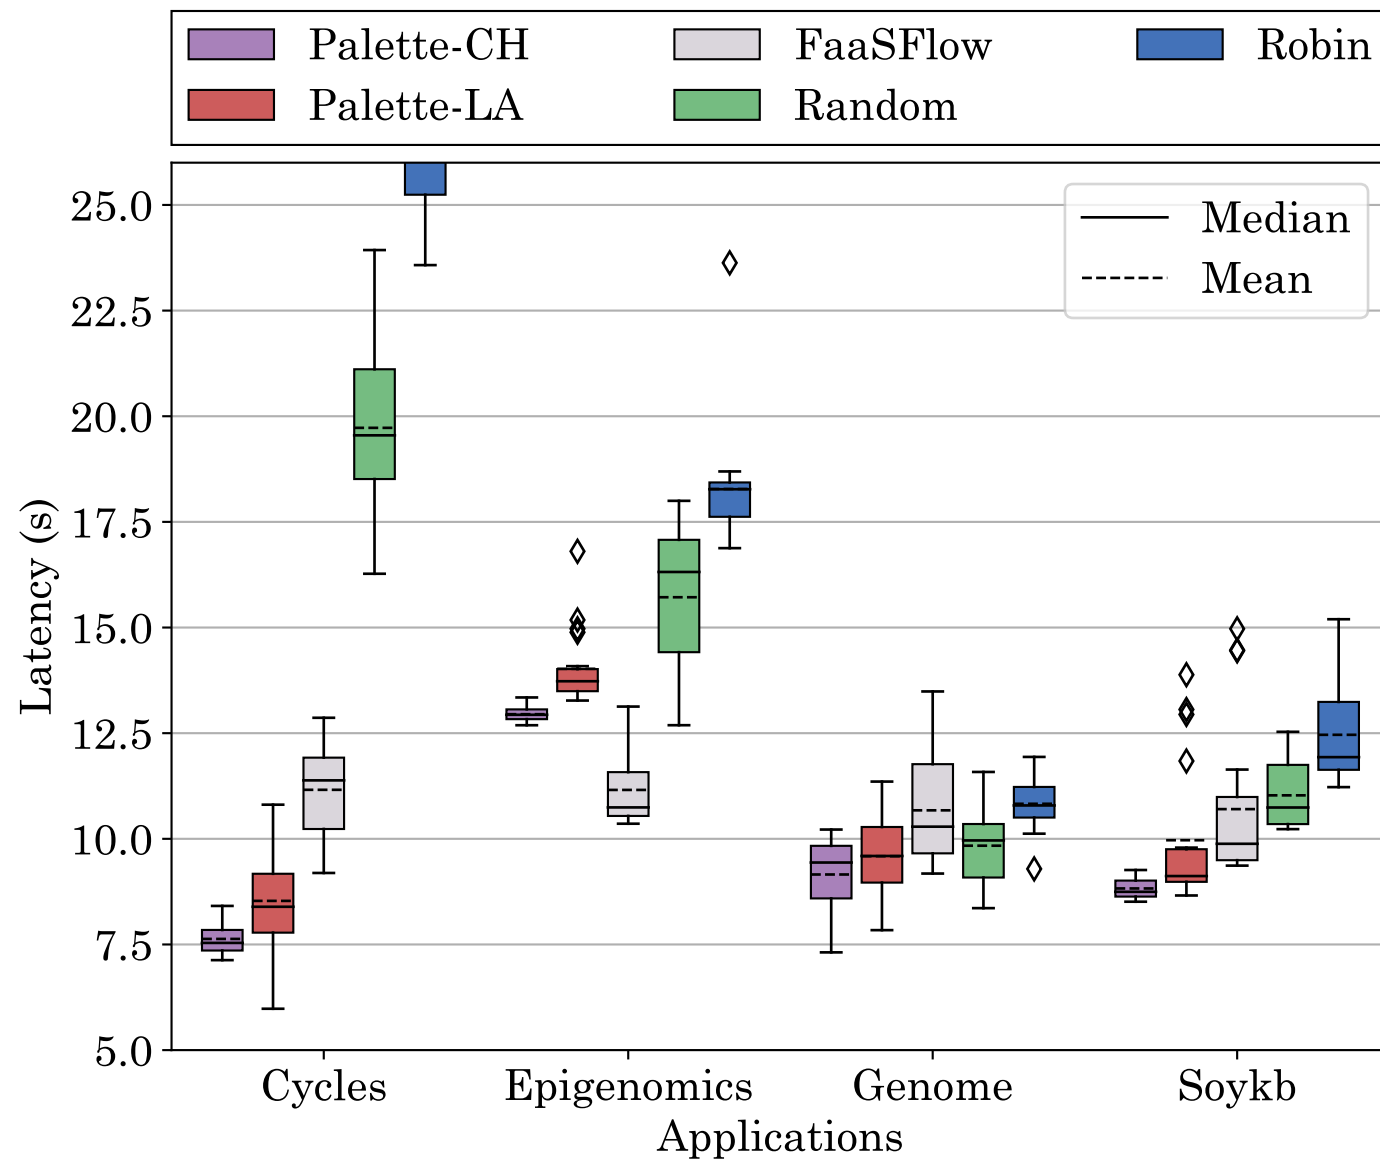 Palette-CH FaaSFlow Robin
Palette-LA Random
Median
Mean
Latency (s)
25.0
22.5
20.0
17.5
15.0
12.5
10.0
7.5
5.0
Cycles Epigenomics Genome Soykb
Applications